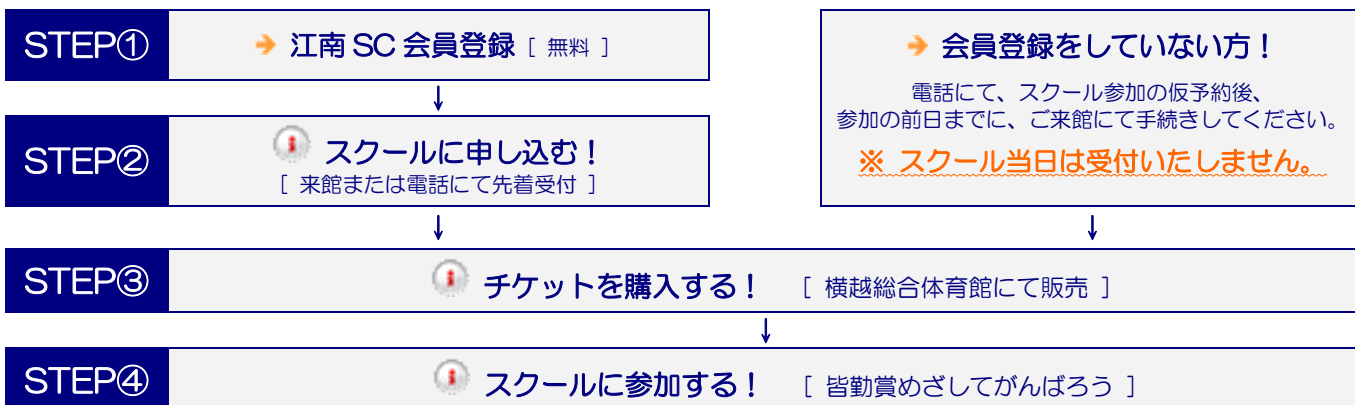 STEP① 江南 SC 会員登録 [ 無料 ]
↓
STEP② スクールに申し込む！
[ 来館または電話にて先着受付 ]
↓
会員登録をしていない方！
電話にて、スクール参加の仮予約後、
参加の前日までに、ご来館にて手続きしてください。
※ スクール当日は受付いたしません。
↓
STEP③ チケットを購入する！ [ 横越総合体育館にて販売 ]
↓
STEP④ スクールに参加する！ [ 皆勤賞めざしてがんばろう ]